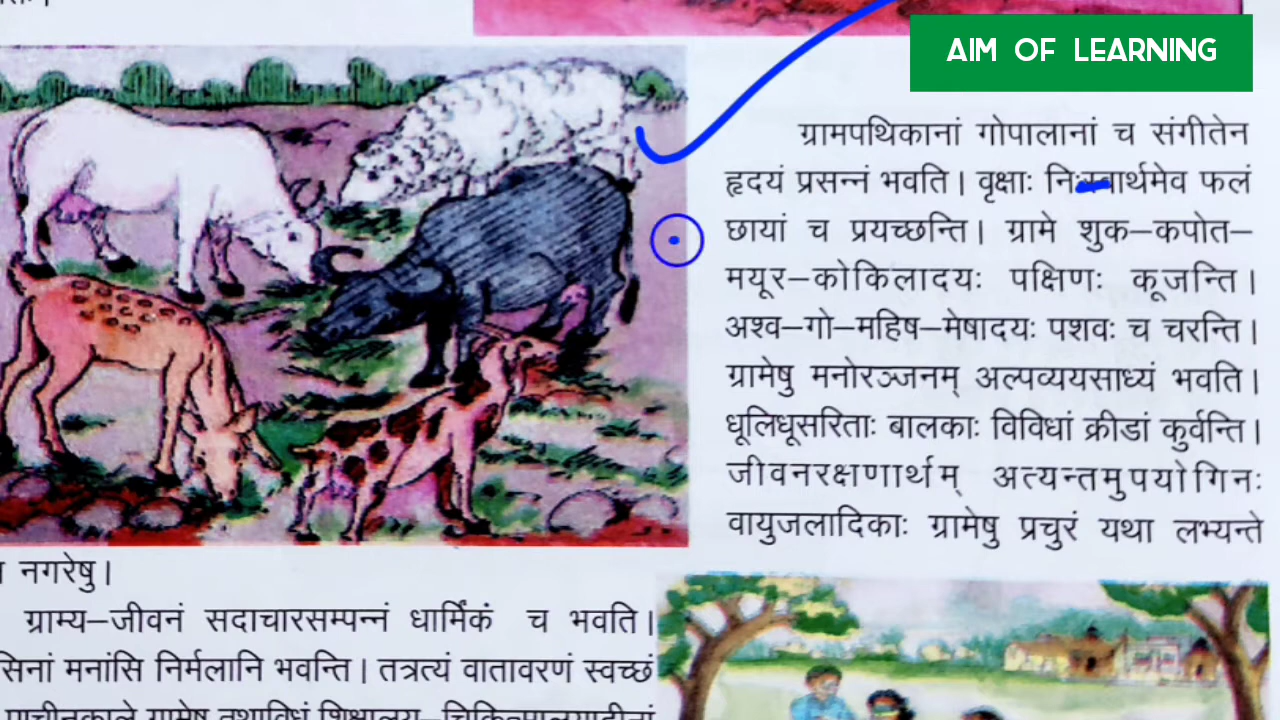 AIM OF LEARNING
ग्रामपथिकानां गोपालानां च संगीतेन
हृदयं प्रसन्नं भवति। वृक्षाः निःस्वार्थमेव फलं
छायां च प्रयच्छन्ति। ग्रामे शुक–कपोत–
मयूर–कोकिलादयः पक्षिणः कूजन्ति।
अश्व–गो–महिष–मेषादयः पशवः च चरन्ति।
ग्रामेषु मनोरञ्जनम् अल्पव्ययसाध्यं भवति।
धूलिधूसरिताः बालकाः विविधां क्रीडां कुर्वन्ति।
जीवनरक्षणार्थम् अत्यन्तमुपयोगिनः
वायुजलादिकाः ग्रामेषु प्रचुरं यथा लभ्यन्ते
नगरेषु।
ग्राम्य–जीवनं सदाचारसम्पन्नं धार्मिकं च भवति।
सिनां मनांसि निर्मलानि भवन्ति। तत्रत्यं वातावरणं स्वच्छं